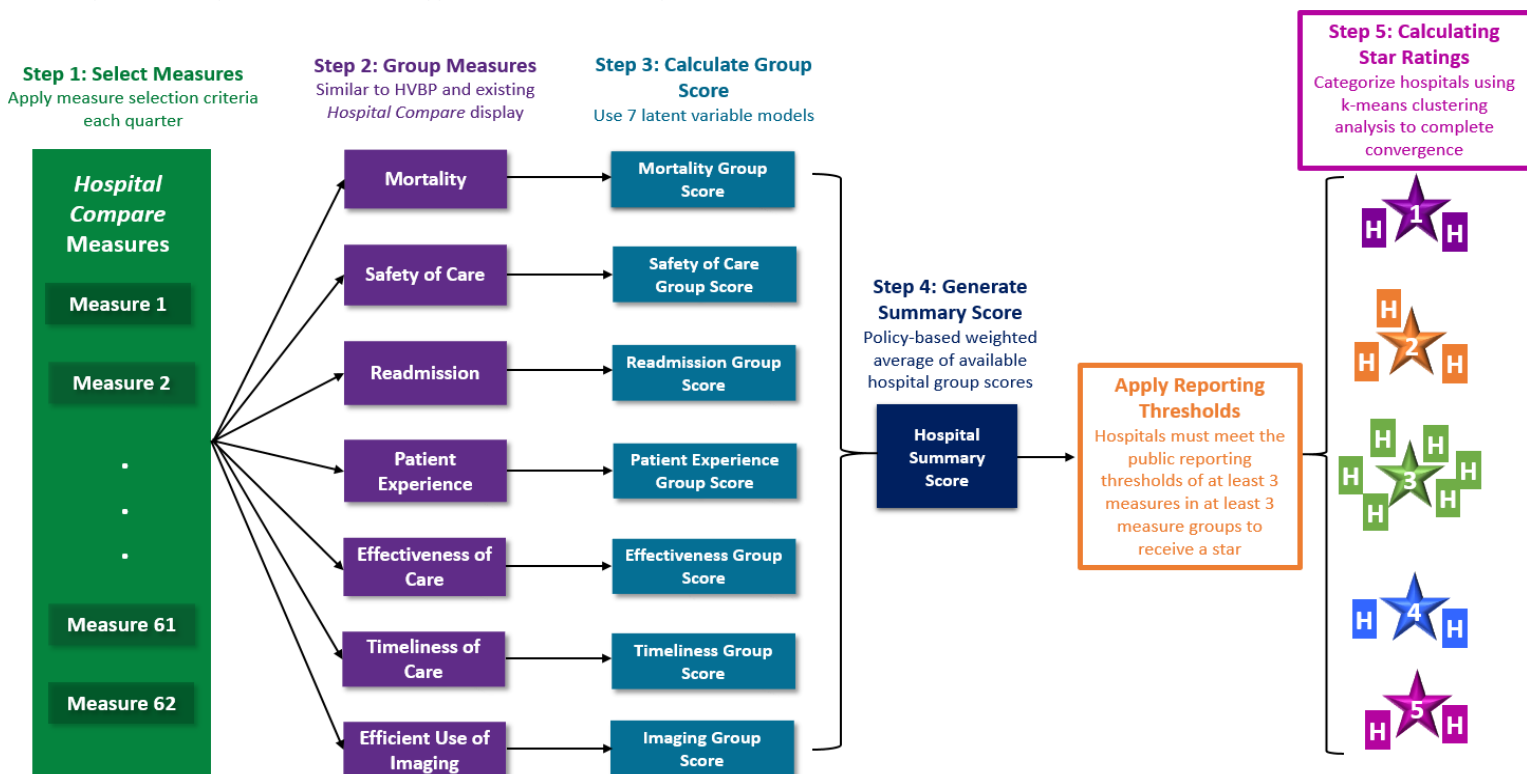 Step 1: Select Measures
Apply measure selection criteria
each quarter
Hospital
Compare
Measures
Measure 1
Measure 2
.
.
.
Measure 61
Measure 62
Step 2: Group Measures
Similar to HVBP and existing
Hospital Compare display
Mortality
Safety of Care
Readmission
Patient
Experience
Effectiveness of
Care
Timeliness of
Care
Efficient Use of
Imaging
Step 3: Calculate Group
Score
Use 7 latent variable models
Mortality Group
Score
Safety of Care
Group Score
Readmission Group
Score
Patient Experience
Group Score
Effectiveness Group
Score
Timeliness Group
Score
Imaging Group
Score
Step 4: Generate
Summary Score
Policy-based weighted
average of available
hospital group scores
Hospital
Summary
Score
Apply Reporting
Thresholds
Hospitals must meet the
public reporting
thresholds of at least 3
measures in at least 3
measure groups to
receive a star
Step 5: Calculating
Star Ratings
Categorize hospitals using
k-means clustering
analysis to complete
convergence
H 1 H
H
H 2 H
H H
H 3 H
H H
H 4 H
H 5 H